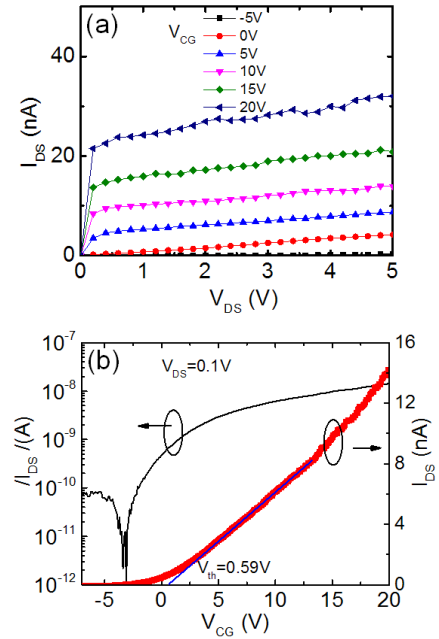 (a)
V_CG
-5V
0V
5V
10V
15V
20V
I_DS (nA)
40
20
0
0 1 2 3 4 5
V_DS (V)
(b)
V_DS=0.1V
/I_DS/(A)
10^-7
10^-8
10^-9
10^-10
10^-11
10^-12
16
12
8
4
0
I_DS (nA)
V_th=0.59V
-5 0 5 10 15 20
V_CG (V)